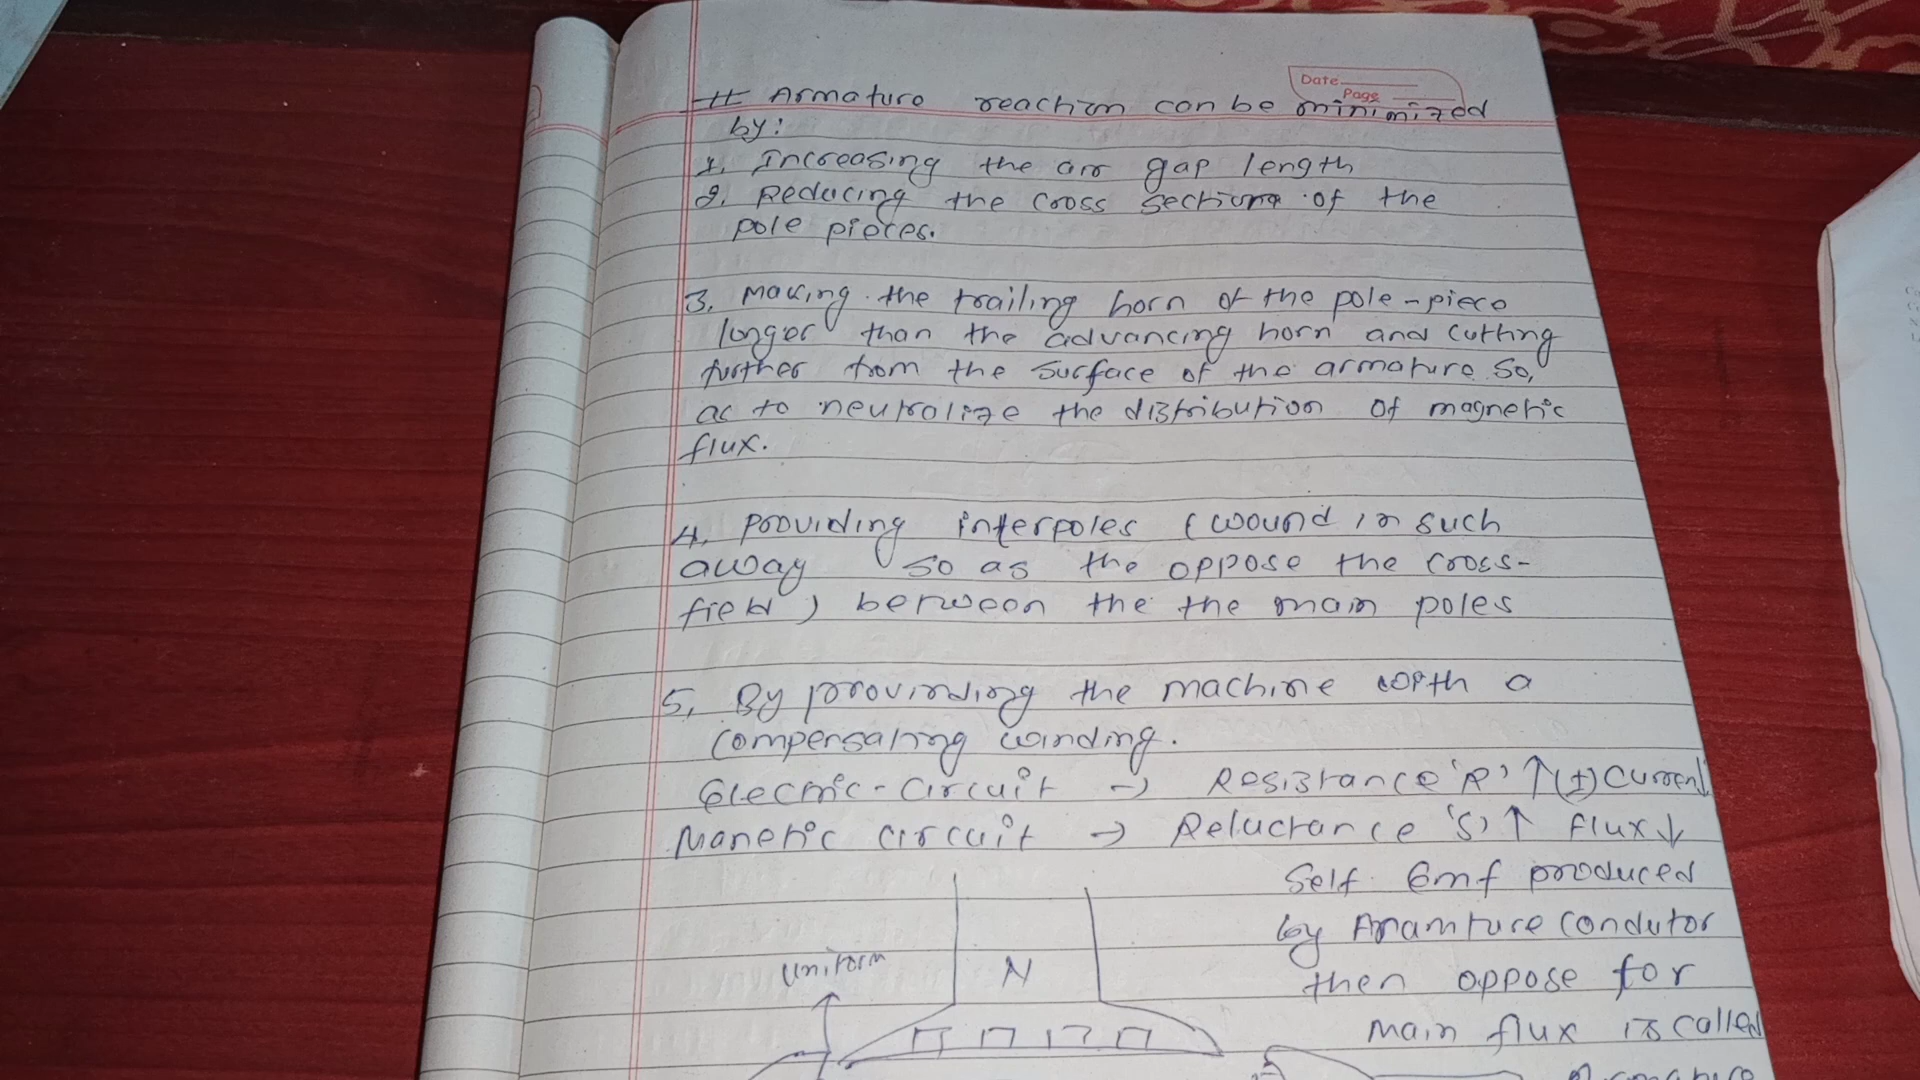 Date
Page
# Armature reaction can be minimized
by:
1. Increasing the air gap length
2. Reducing the cross section of the
pole pieces.
3. Making the trailing horn of the pole-piece
longer than the advancing horn and cutting
further from the surface of the armature so,
as to neutralize the distribution of magnetic
flux.
4. providing interpoles (wound in such
away so as the oppose the cross-
field) between the the main poles
5. By provinding the machine with a
compensating winding.
Electric-circuit → Resistance 'R' ↑ (I) Current↓
Manetic circuit → Reluctance 'S' ↑ flux ↓
Self Emf produced
by Aramture Condutor
then oppose for
main flux is called
uniform
N